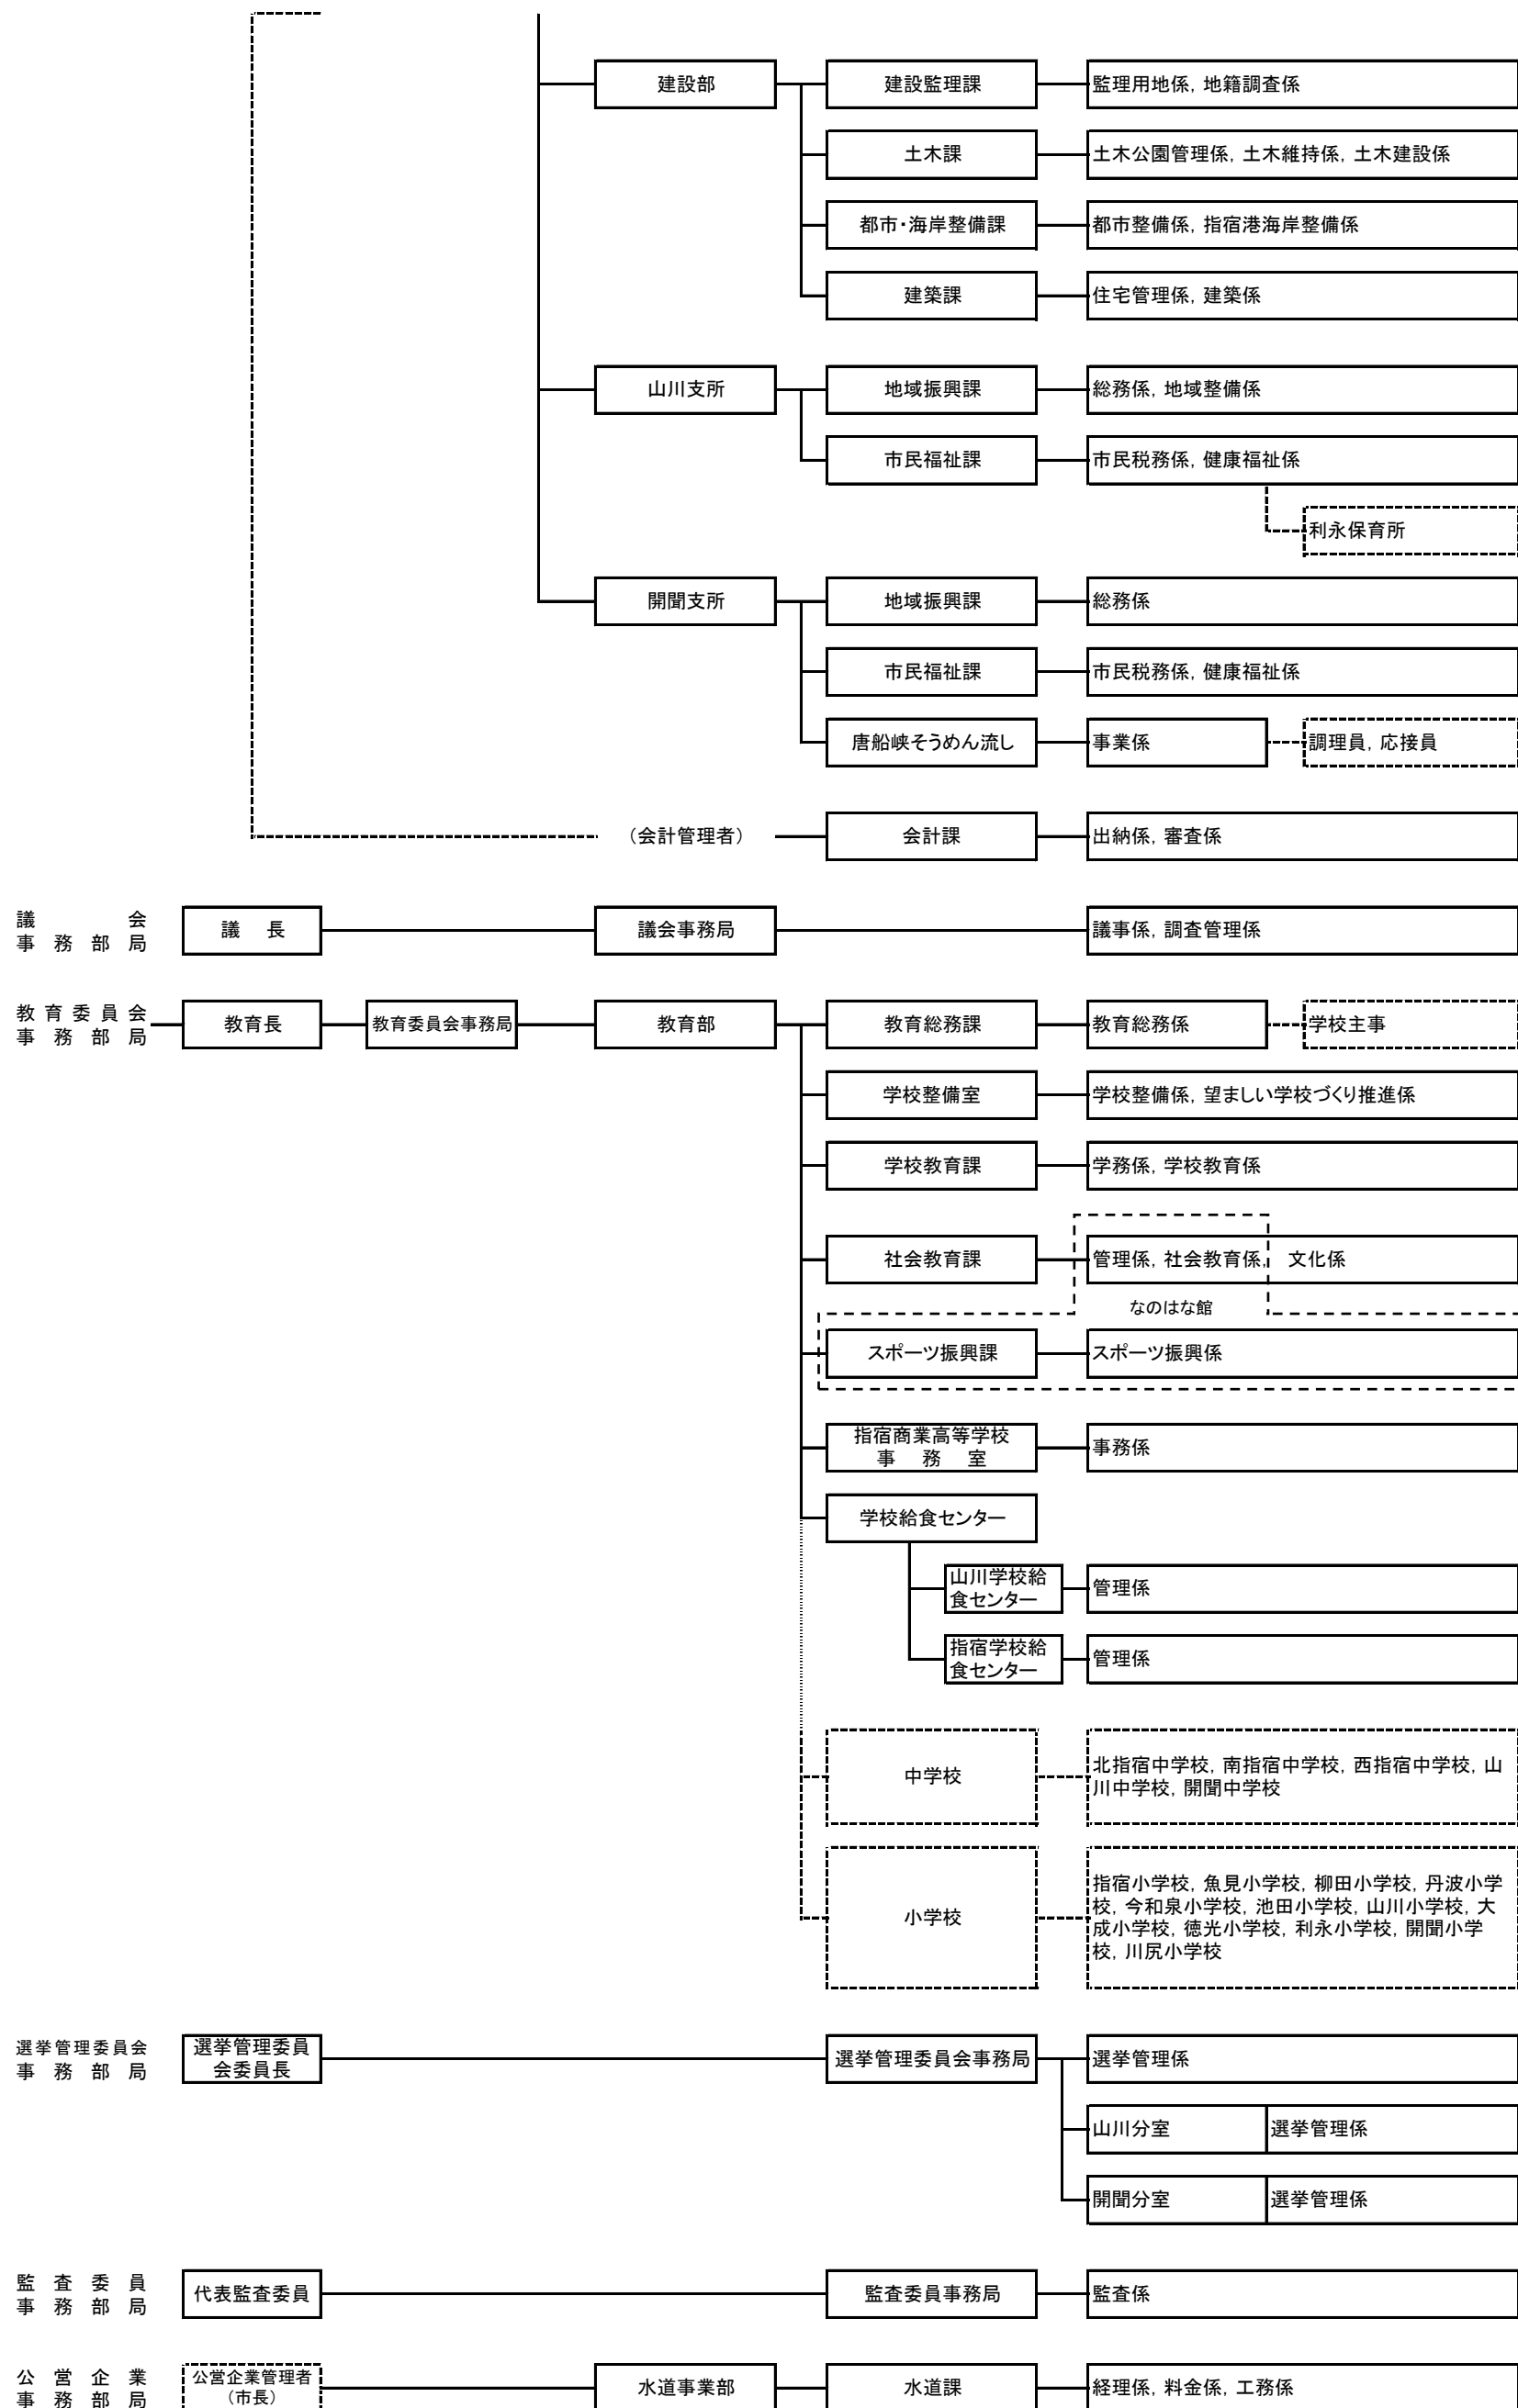 建設部
建設監理課
監理用地係, 地籍調査係
土木課
土木公園管理係, 土木維持係, 土木建設係
都市・海岸整備課
都市整備係, 指宿港海岸整備係
建築課
住宅管理係, 建築係
山川支所
地域振興課
総務係, 地域整備係
市民福祉課
市民税務係, 健康福祉係
利永保育所
開聞支所
地域振興課
総務係
市民福祉課
市民税務係, 健康福祉係
唐船峡そうめん流し
事業係
調理員, 応接員
（会計管理者）
会計課
出納係, 審査係
議会
事務部局
議長
議会事務局
議事係, 調査管理係
教育委員会
事務部局
教育長
教育委員会事務局
教育部
教育総務課
教育総務係
学校主事
学校整備室
学校整備係, 望ましい学校づくり推進係
学校教育課
学務係, 学校教育係
社会教育課
管理係, 社会教育係, 文化係
なのはな館
スポーツ振興課
スポーツ振興係
指宿商業高等学校
事務室
事務係
学校給食センター
山川学校給
食センター
管理係
指宿学校給
食センター
管理係
中学校
北指宿中学校, 南指宿中学校, 西指宿中学校, 山
川中学校, 開聞中学校
小学校
指宿小学校, 魚見小学校, 柳田小学校, 丹波小学
校, 今和泉小学校, 池田小学校, 山川小学校, 大
成小学校, 徳光小学校, 利永小学校, 開聞小学
校, 川尻小学校
選挙管理委員会
事務部局
選挙管理委員
会委員長
選挙管理委員会事務局
選挙管理係
山川分室
選挙管理係
開聞分室
選挙管理係
監査委員
事務部局
代表監査委員
監査委員事務局
監査係
公営企業
事務部局
公営企業管理者
（市長）
水道事業部
水道課
経理係, 料金係, 工務係